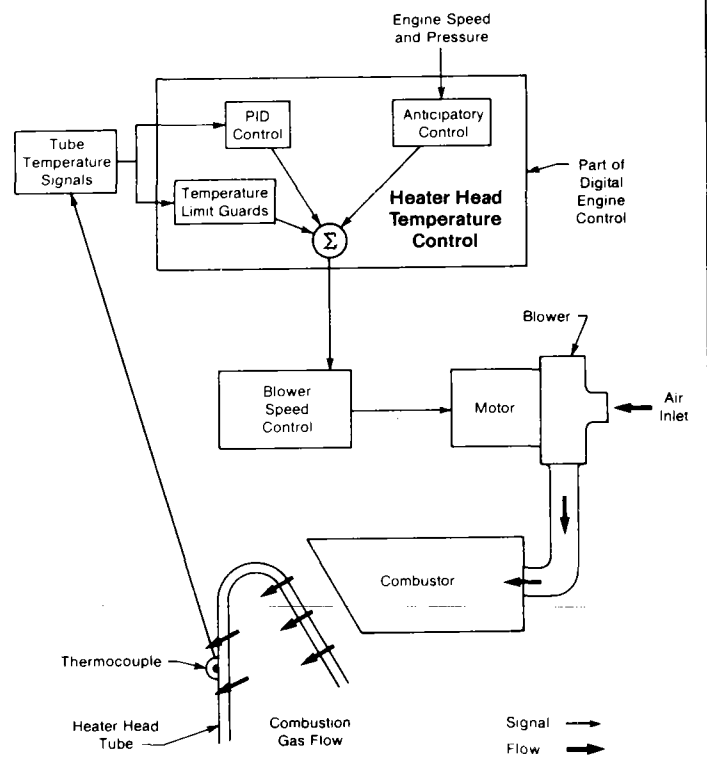 Engine Speed
and Pressure
PID
Control
Anticipatory
Control
Tube
Temperature
Signals
Temperature
Limit Guards
Heater Head
Temperature
Control
Part of
Digital
Engine
Control
Σ
Blower
Blower
Speed
Control
Motor
Air
Inlet
Combustor
Thermocouple
Heater Head
Tube
Combustion
Gas Flow
Signal
Flow